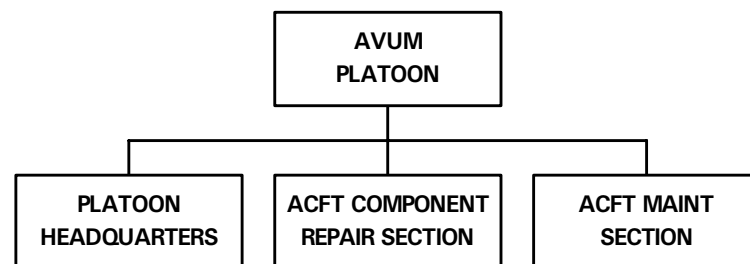 AVUM
PLATOON
PLATOON
HEADQUARTERS
ACFT COMPONENT
REPAIR SECTION
ACFT MAINT
SECTION